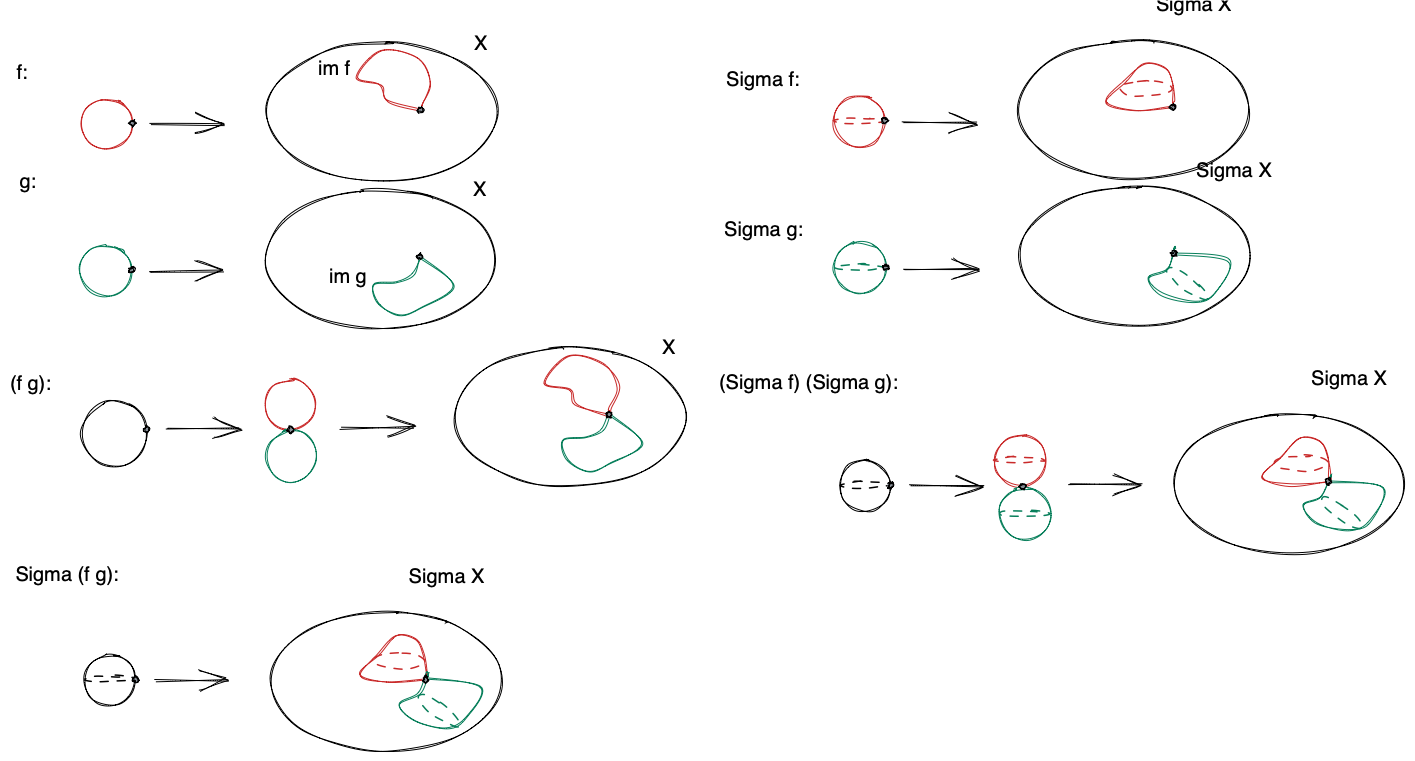 Sigma X
f:
im f
X
Sigma f:
g:
X
Sigma X
im g
Sigma g:
(f g):
X
(Sigma f) (Sigma g):
Sigma X
Sigma (f g):
Sigma X